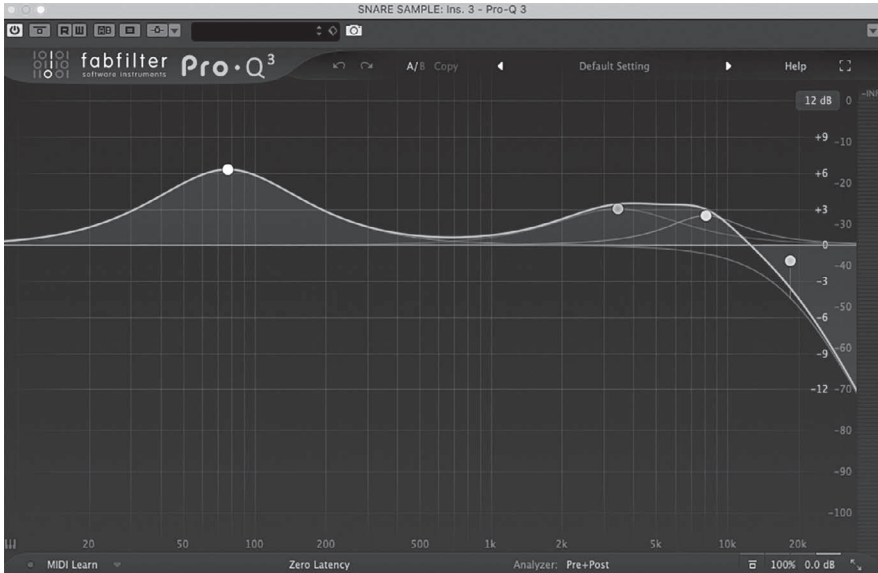 SNARE SAMPLE: Ins. 3 - Pro-Q 3
R W
fabfilter
software instruments
Pro·Q3
A/B Copy
Default Setting
Help
12 dB 0 -INF
+9 -10
+6 -20
+3 -30
0 -40
-3 -50
-6 -60
-9
-12 -70
-80
-90
-100
20 50 100 200 500 1k 2k 5k 10k 20k
MIDI Learn Zero Latency Analyzer: Pre+Post 100% 0.0 dB